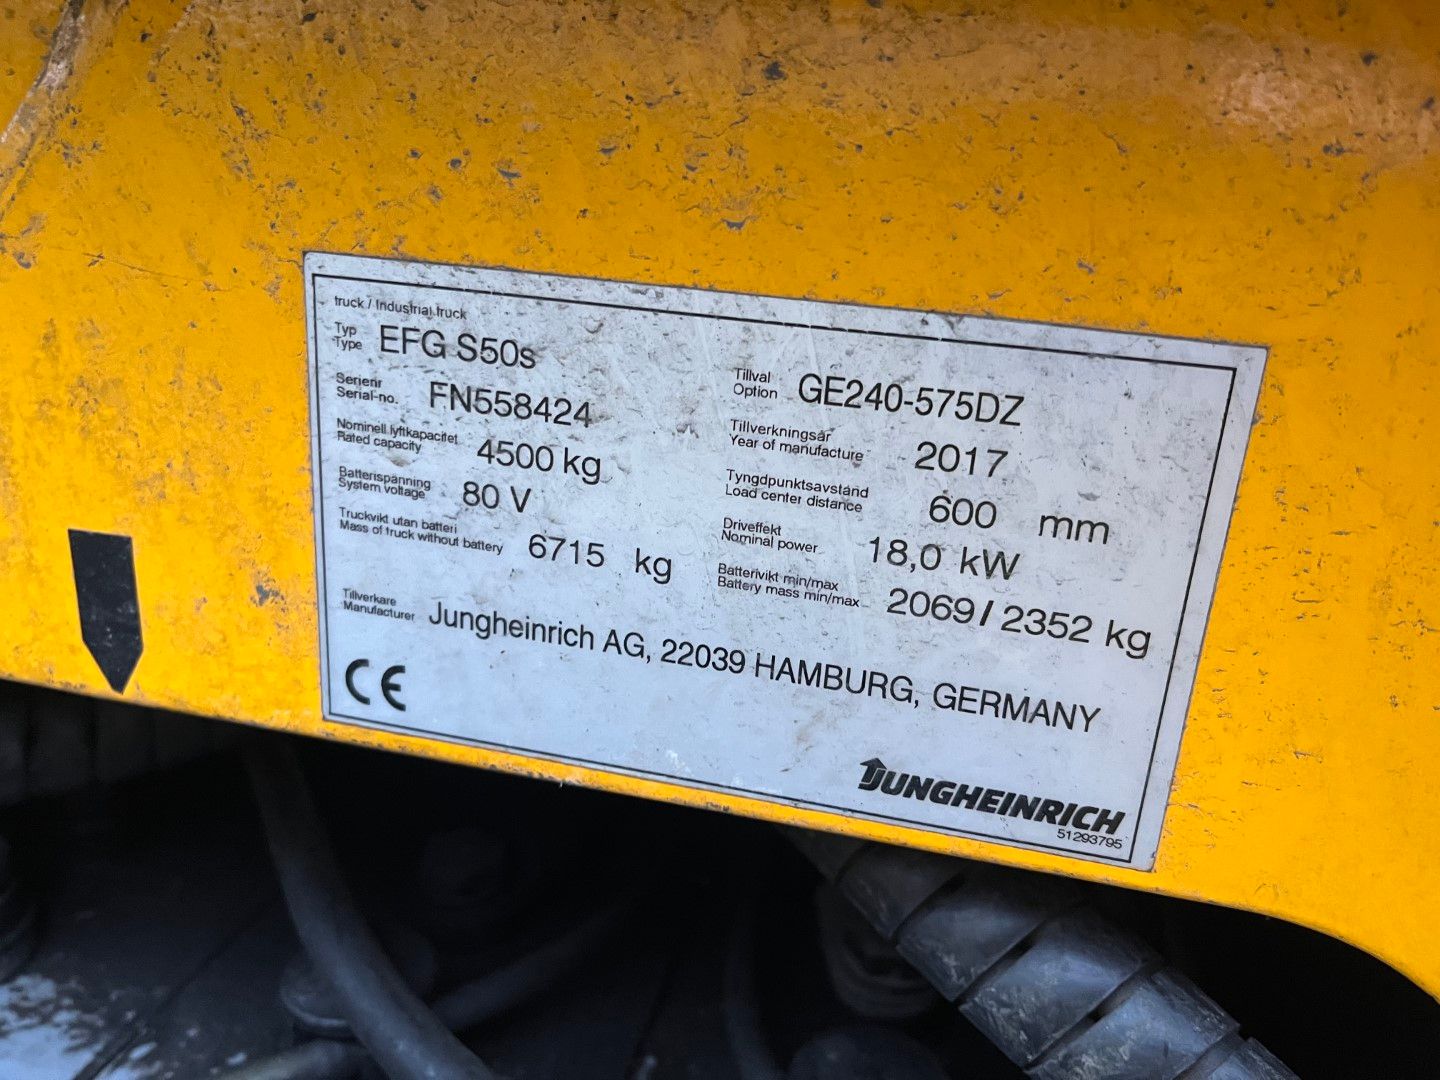 truck / Industrial truck
Typ
Type
EFG S50s
Tillval
Option
GE240-575DZ
Serienr
Serial-no.
FN558424
Tillverkningsår
Year of manufacture
2017
Nominell lyftkapacitet
Rated capacity
4500 kg
Tyngdpunktsavstånd
Load center distance
600 mm
Batterispänning
System voltage
80 V
Driveffekt
Nominal power
18,0 kW
Truckvikt utan batteri
Mass of truck without battery
6715 kg
Batterivikt min/max
Battery mass min/max
2069 / 2352 kg
Tillverkare
Manufacturer
Jungheinrich AG, 22039 HAMBURG, GERMANY
CE
JUNGHEINRICH
51293795